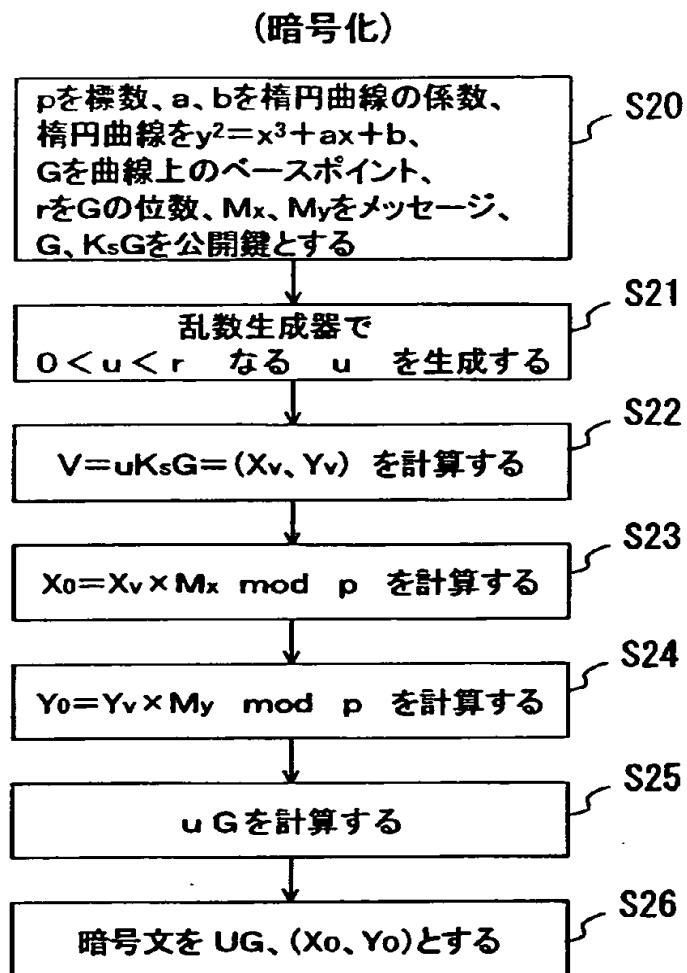 (暗号化)
pを標数、a、bを楕円曲線の係数、
楕円曲線をy²=x³+ax+b、
Gを曲線上のベースポイント、
rをGの位数、Mx、Myをメッセージ、
G、KsGを公開鍵とする
S20
乱数生成器で
0<u<r なる u を生成する
S21
V=uKsG=(Xv、Yv) を計算する
S22
X0=Xv×Mx mod p を計算する
S23
Y0=Yv×My mod p を計算する
S24
u Gを計算する
S25
暗号文を UG、(X0、Y0)とする
S26